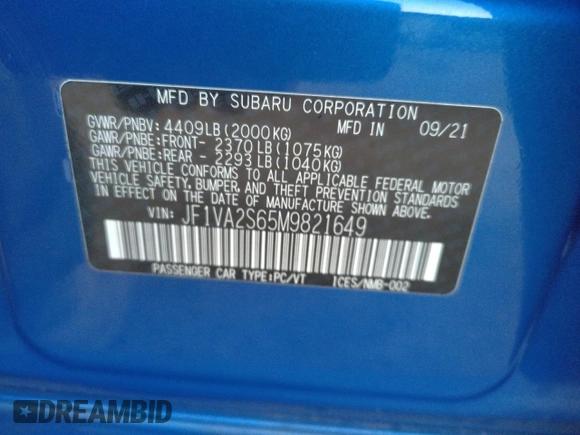 MFD BY SUBARU CORPORATION
GVWR/PNBV: 4409LB(2000KG) MFD IN 09/21
GAWR/PNBE:FRONT- 2370LB(1075KG)
GAWR/PNBE:REAR - 2293LB(1040KG)
THIS VEHICLE CONFORMS TO ALL APPLICABLE FEDERAL MOTOR
VEHICLE SAFETY, BUMPER, AND THEFT PREVENTION STANDARDS
IN EFFECT ON THE DATE OF MANUFACTURE SHOWN ABOVE.
VIN: JF1VA2S65M9821649
PASSENGER CAR TYPE:PC/VT ICES/NMB-002
DREAMBID